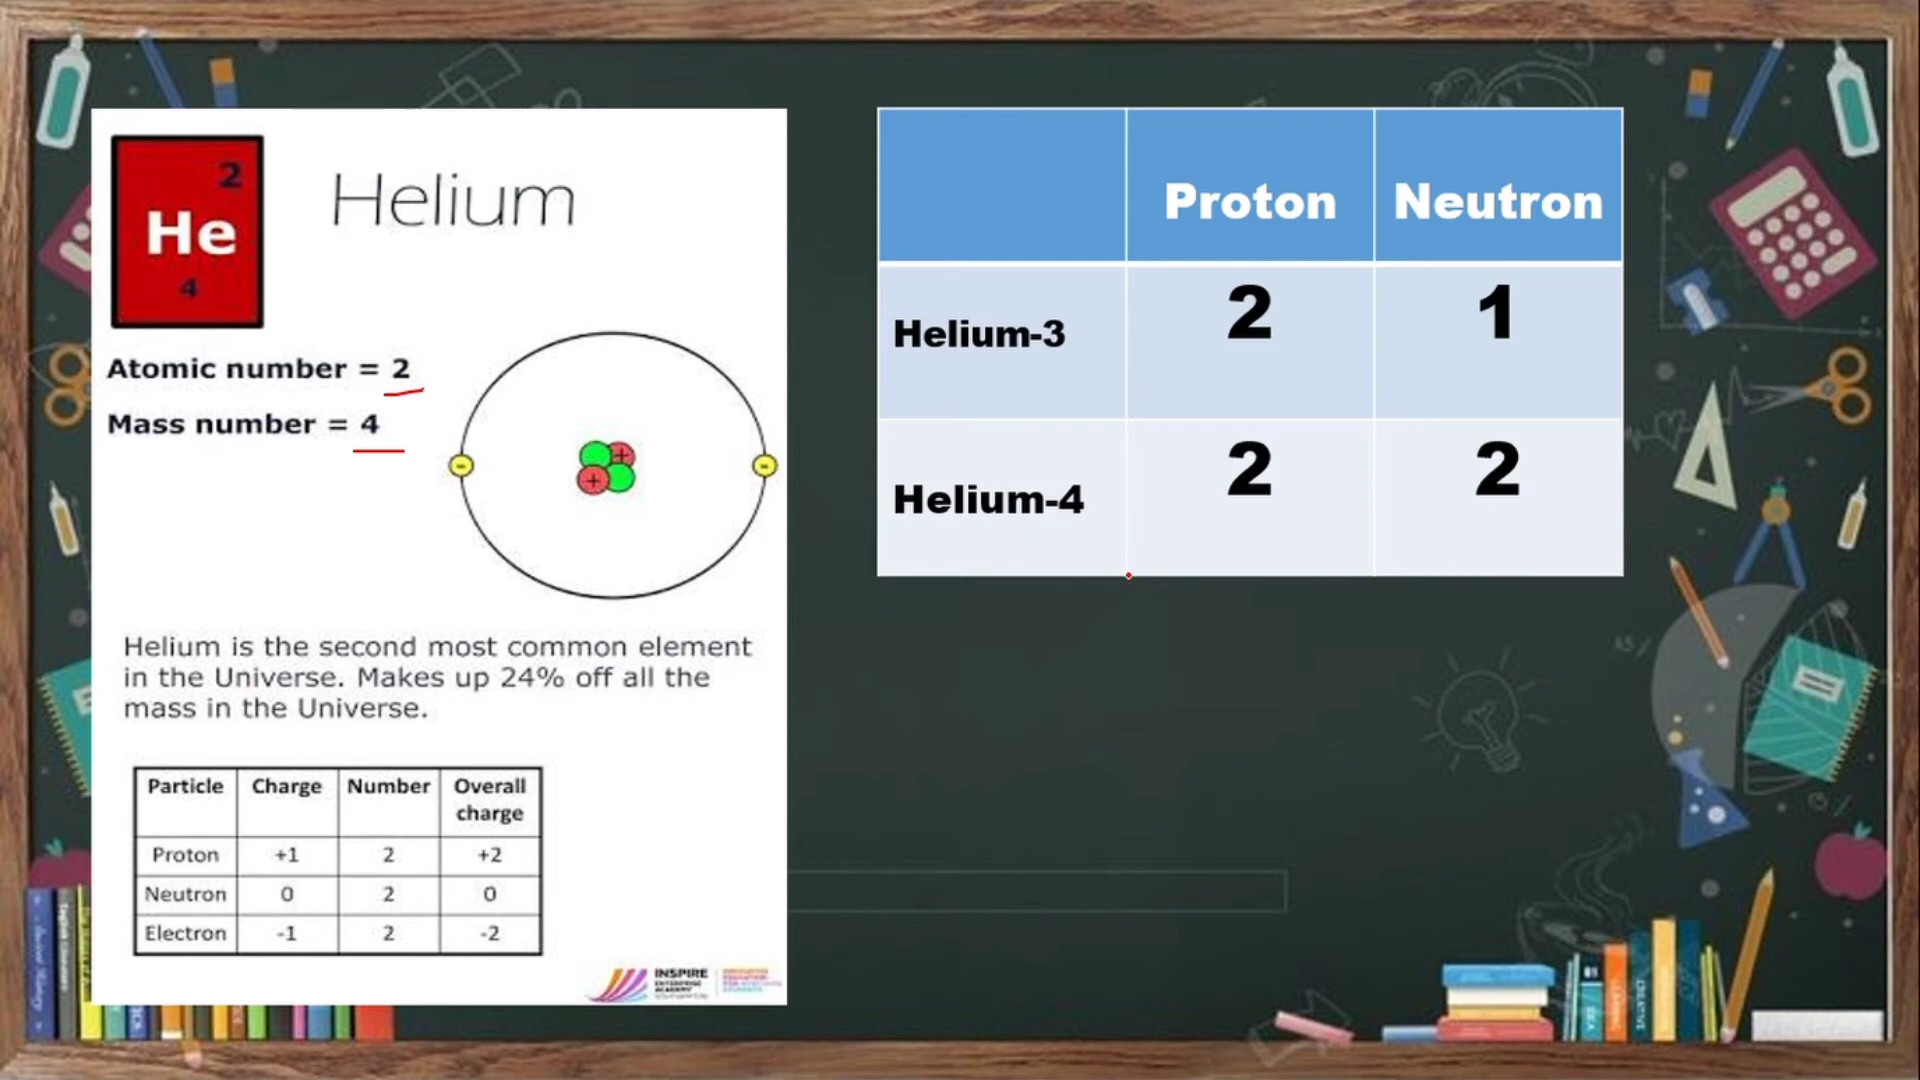 2
He
4
Helium
Atomic number = 2
Mass number = 4
+
+
-
-
Helium is the second most common element
in the Universe. Makes up 24% off all the
mass in the Universe.
Particle Charge Number Overall charge
Proton +1 2 +2
Neutron 0 2 0
Electron -1 2 -2
INSPIRE
ENTERPRISE
ACADEMY
Proton Neutron
Helium-3 2 1
Helium-4 2 2